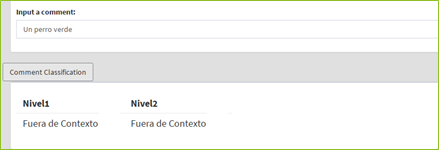 Input a comment:
Un perro verde
Comment Classification
Nivel1 Nivel2
Fuera de Contexto Fuera de Contexto